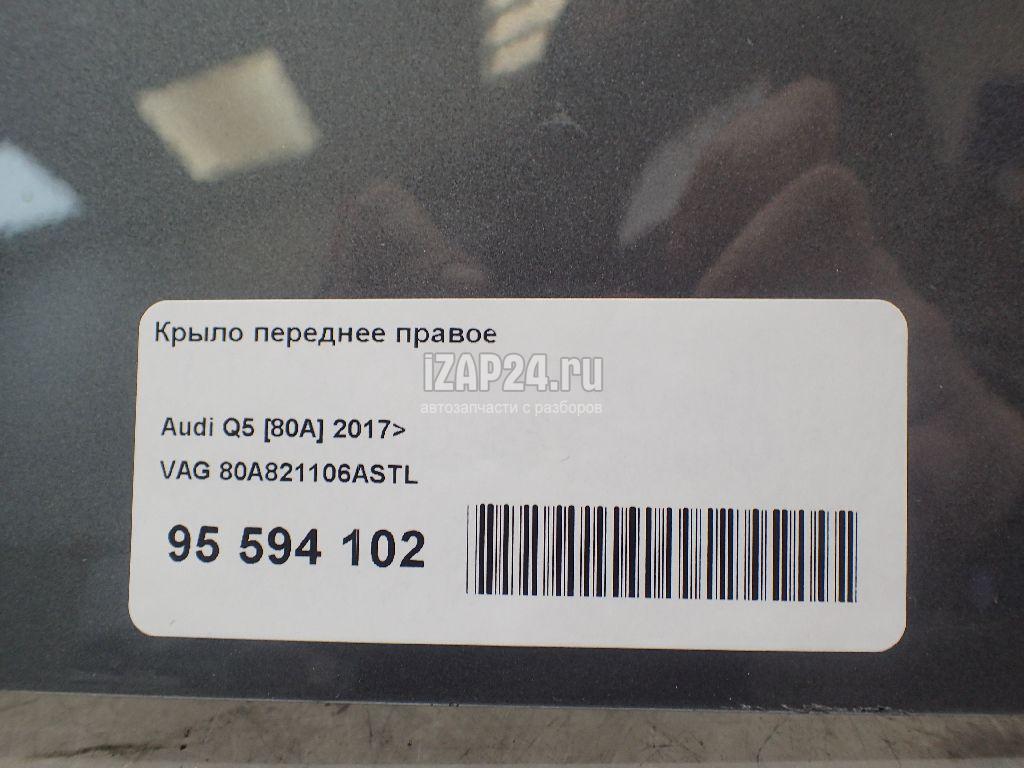 Крыло переднее правое
iZAP24.ru
автозапчасти с разборов
Audi Q5 [80A] 2017>
VAG 80A821106ASTL
95 594 102